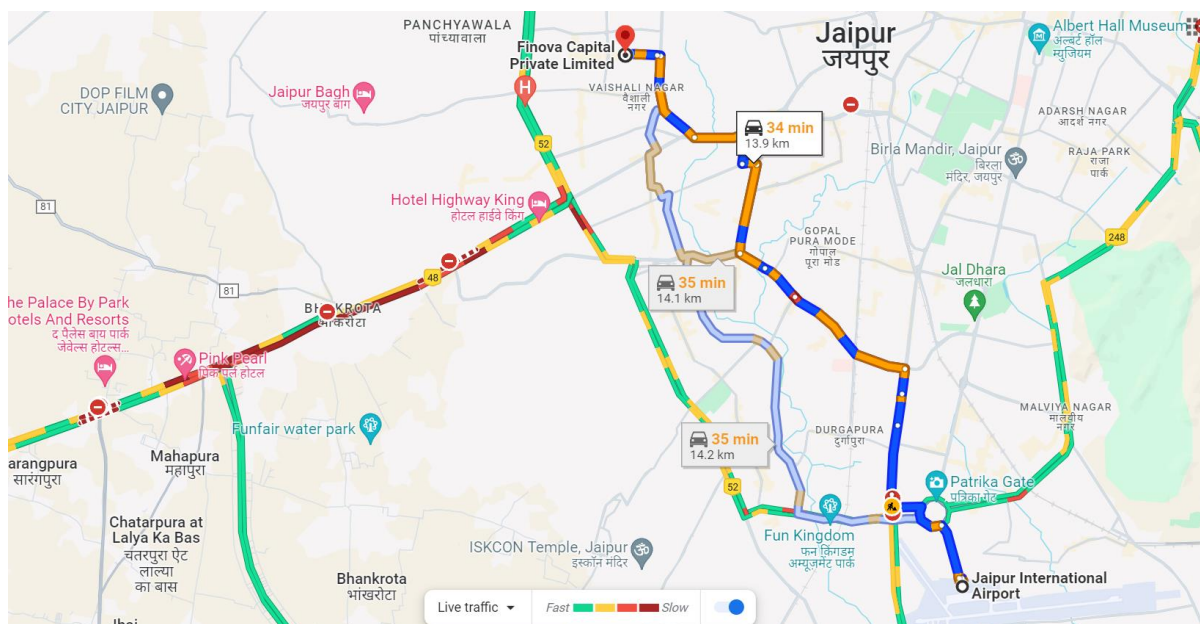 PANCHYAWALA
पांच्यावाला
Finova Capital
Private Limited
Jaipur
जयपुर
Albert Hall Museum
अल्बर्ट हॉल
म्युजियम
DOP FILM
CITY JAIPUR
Jaipur Bagh
जयपुर बाग
H
VAISHALI NAGAR
वैशाली
नगर
ADARSH NAGAR
आदर्श नगर
34 min
13.9 km
52
Birla Mandir, Jaipur
बिरला
मंदिर, जयपुर
RAJA PARK
राजा
पार्क
Hotel Highway King
होटल हाईवे किंग
81
GOPAL
PURA MODE
गोपाल
पूरा मोड
248
48
35 min
14.1 km
Jal Dhara
जलधारा
81
he Palace By Park
otels And Resorts
द पैलेस बाय पार्क
जेवेल्स होटल्स...
BHAKROTA
भांकरोटा
Pink Pearl
पिंक पर्ल होटल
MALVIYA NAGAR
मालवीय
नगर
Funfair water park
DURGAPURA
दुर्गापुरा
35 min
14.2 km
arangpura
सारंगपुरा
Mahapura
महापुरा
52
Patrika Gate
पत्रिका गेट
Chatarpura at
Lalya Ka Bas
चंतरपुरा ऐट
लाल्या
का बास
Fun Kingdom
फन किंगडम
अम्यूज़मेंट पार्क
ISKCON Temple, Jaipur
इस्कॉन मंदिर
Bhankrota
भांखरोटा
Jaipur International
Airport
Live traffic
Fast
Slow